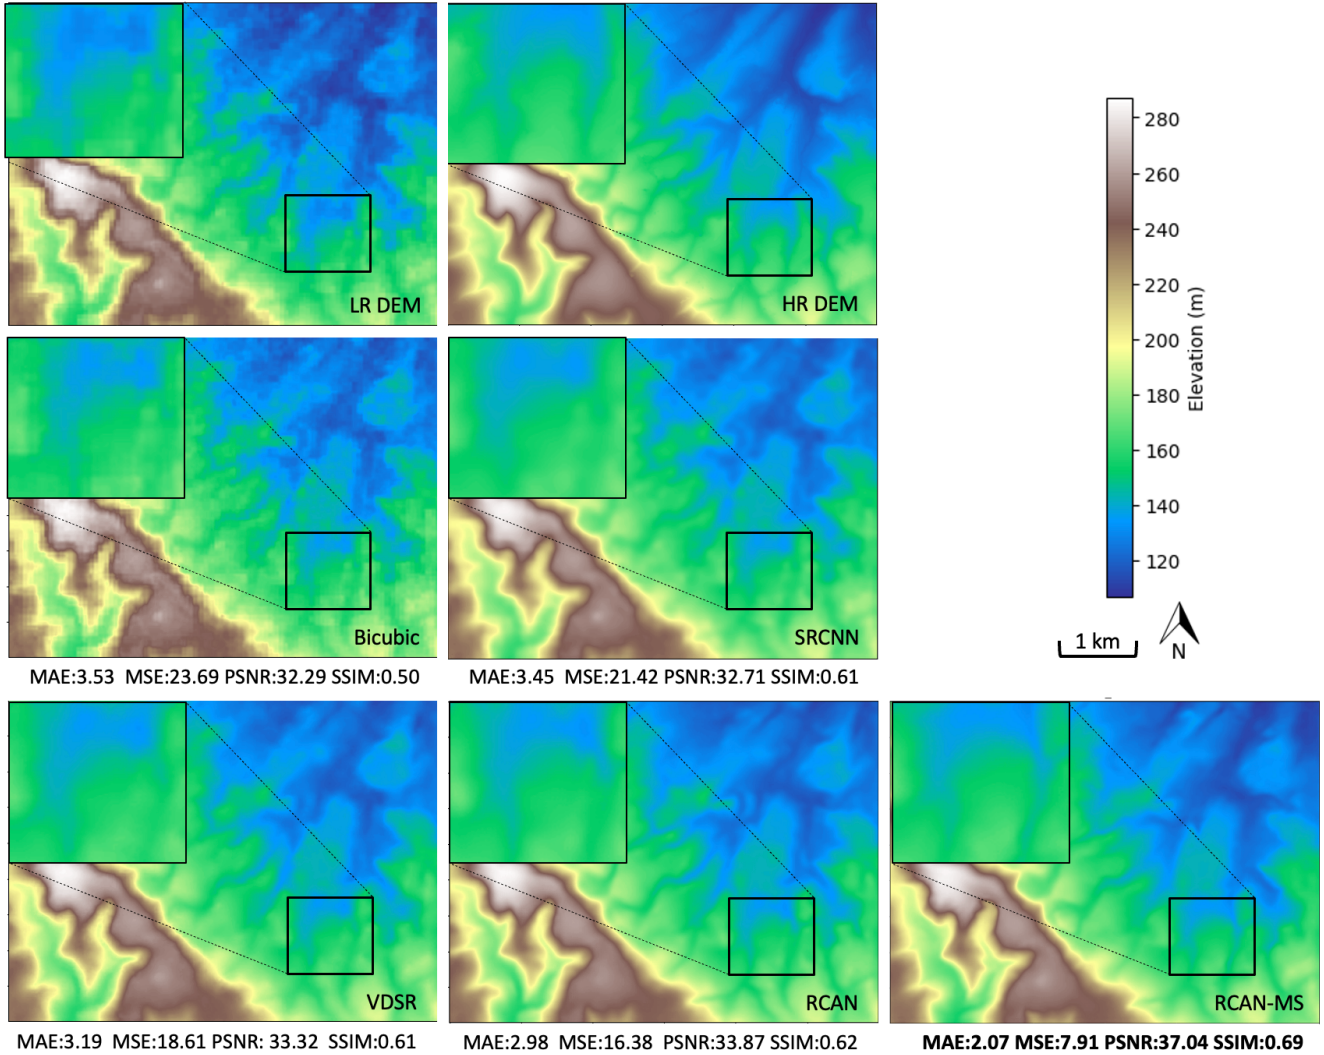 LR DEM
HR DEM
280
260
240
220
200
180
160
140
120
Elevation (m)
1 km
N
Bicubic
SRCNN
MAE:3.53 MSE:23.69 PSNR:32.29 SSIM:0.50
MAE:3.45 MSE:21.42 PSNR:32.71 SSIM:0.61
VDSR
RCAN
RCAN-MS
MAE:3.19 MSE:18.61 PSNR: 33.32 SSIM:0.61
MAE:2.98 MSE:16.38 PSNR:33.87 SSIM:0.62
MAE:2.07 MSE:7.91 PSNR:37.04 SSIM:0.69